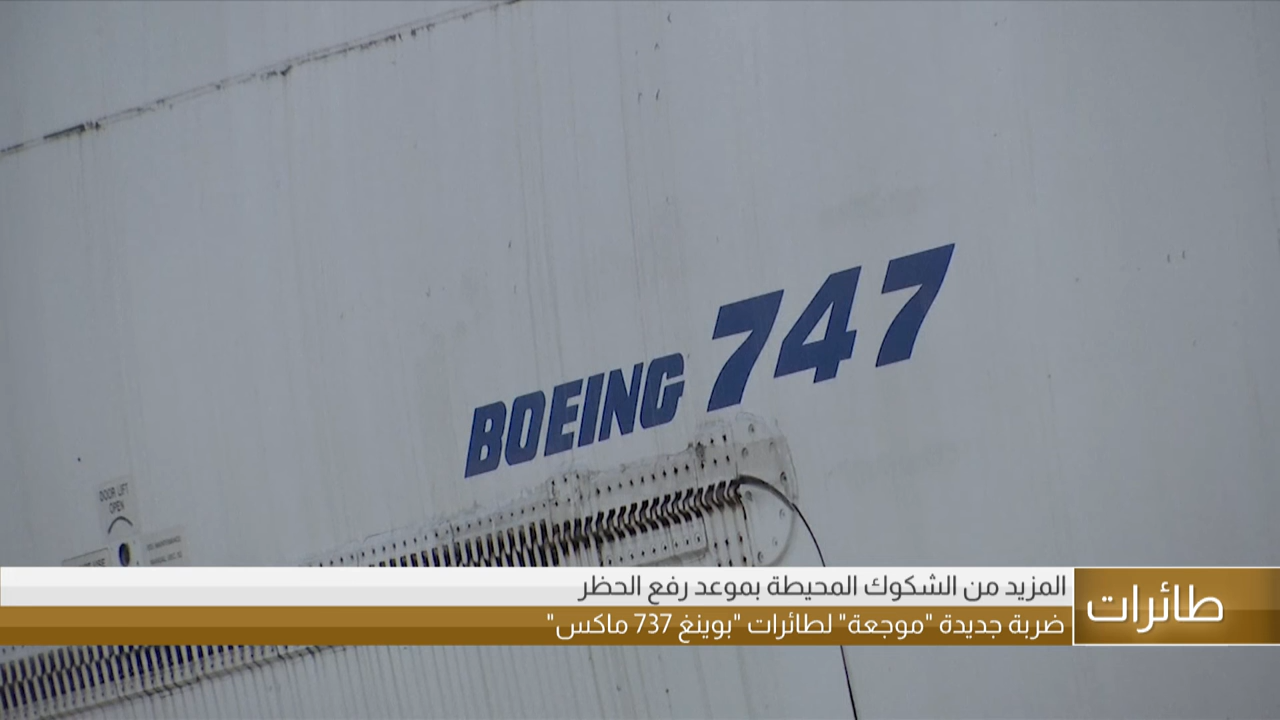 BOEING 747
DOOR LIFT
OPEN
طائرات
المزيد من الشكوك المحيطة بموعد رفع الحظر
ضربة جديدة "موجعة" لطائرات "بوينغ 737 ماكس"